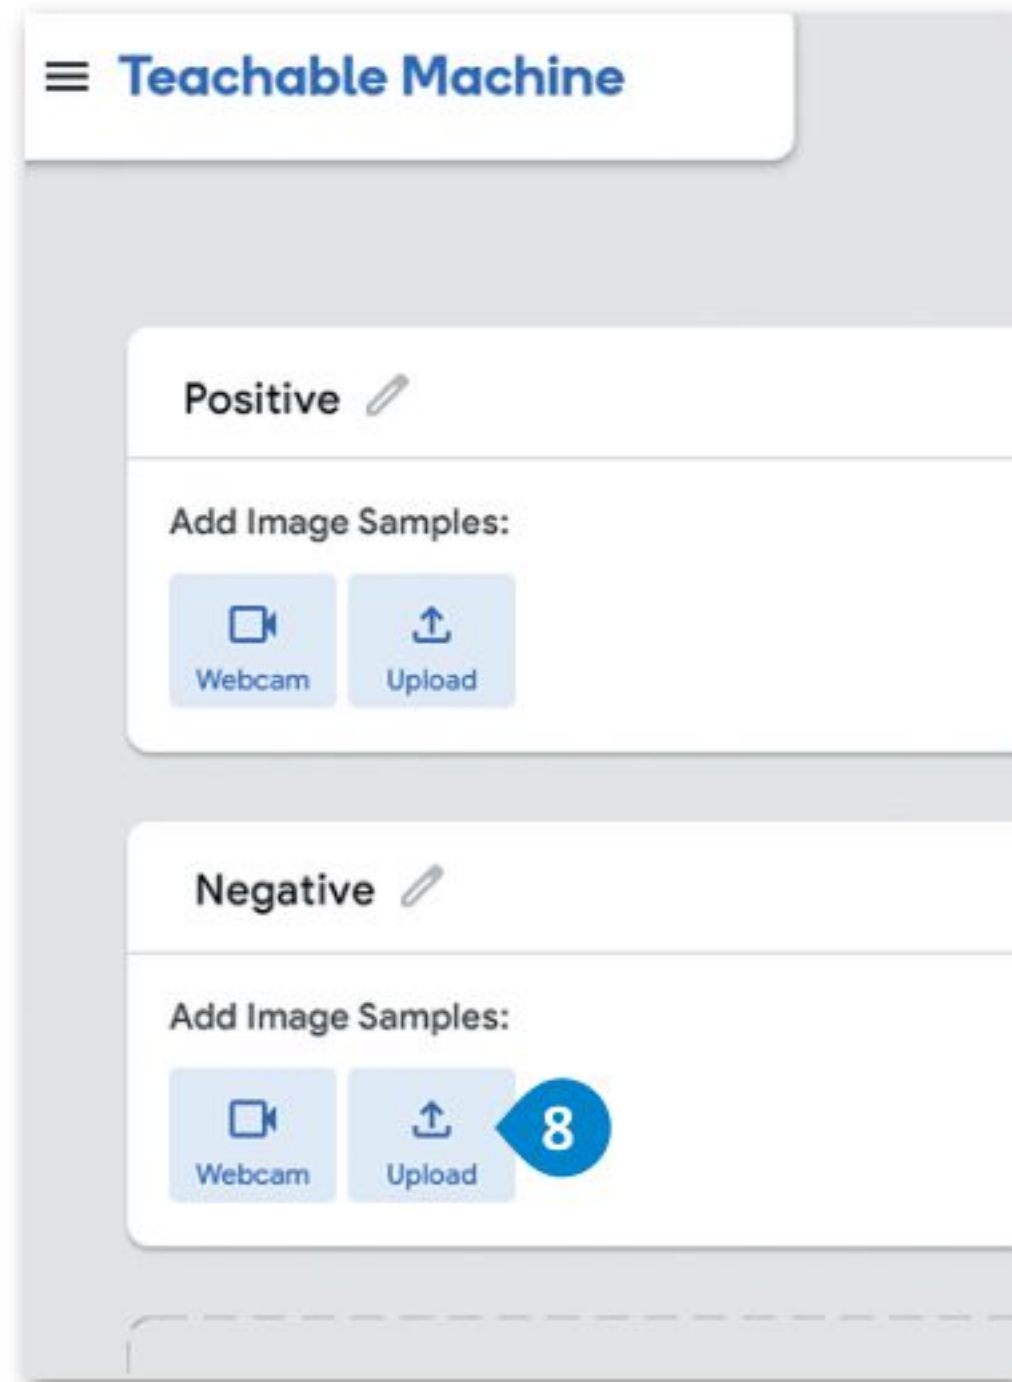 Teachable Machine
Positive
Add Image Samples:
Webcam Upload
Negative
Add Image Samples:
Webcam Upload 8